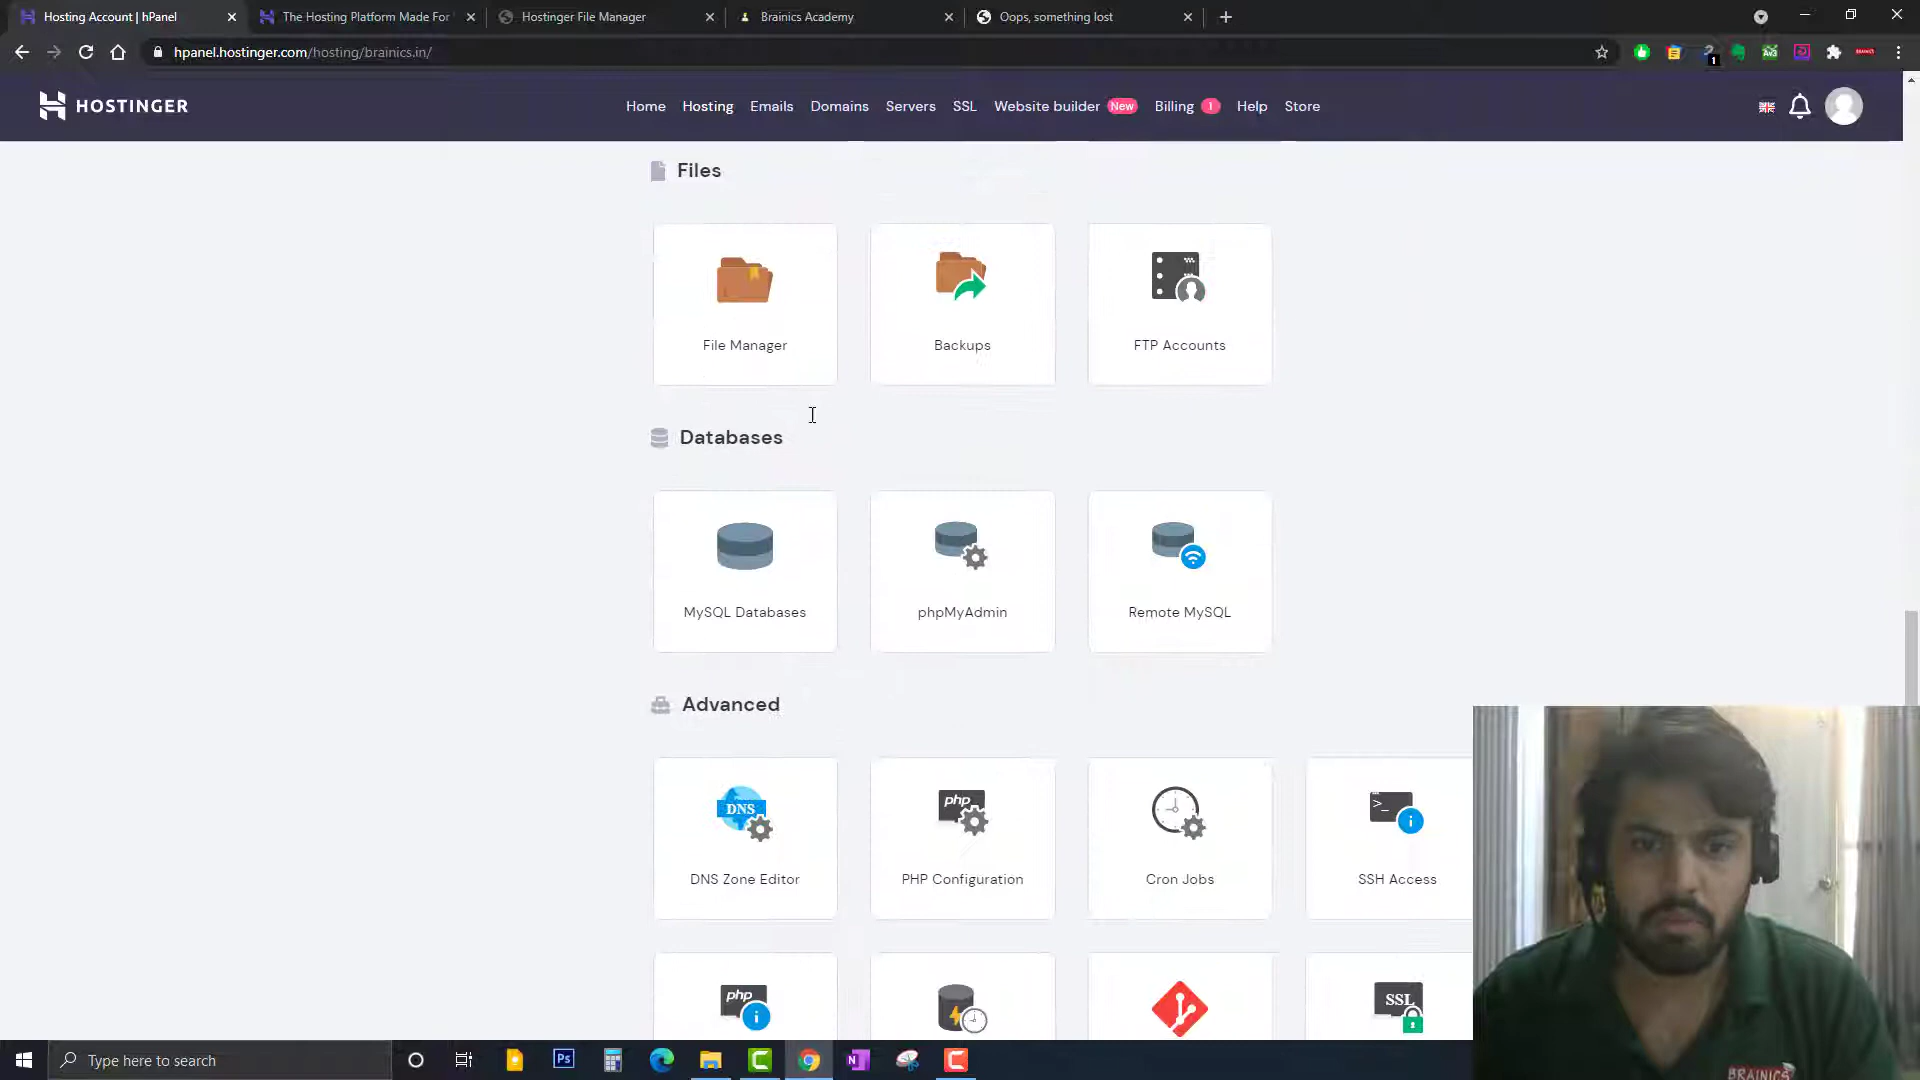 Hosting Account | hPanel
The Hosting Platform Made For
Hostinger File Manager
Brainics Academy
Oops, something lost
hpanel.hostinger.com/hosting/brainics.in/
1
HOSTINGER
Home
Hosting
Emails
Domains
Servers
SSL
Website builder New
Billing 1
Help
Store
Files
File Manager
Backups
FTP Accounts
Databases
MySQL Databases
phpMyAdmin
Remote MySQL
Advanced
DNS
DNS Zone Editor
php
PHP Configuration
Cron Jobs
>_
SSH Access
php
SSL
Type here to search
Ps
N
BRAINICS